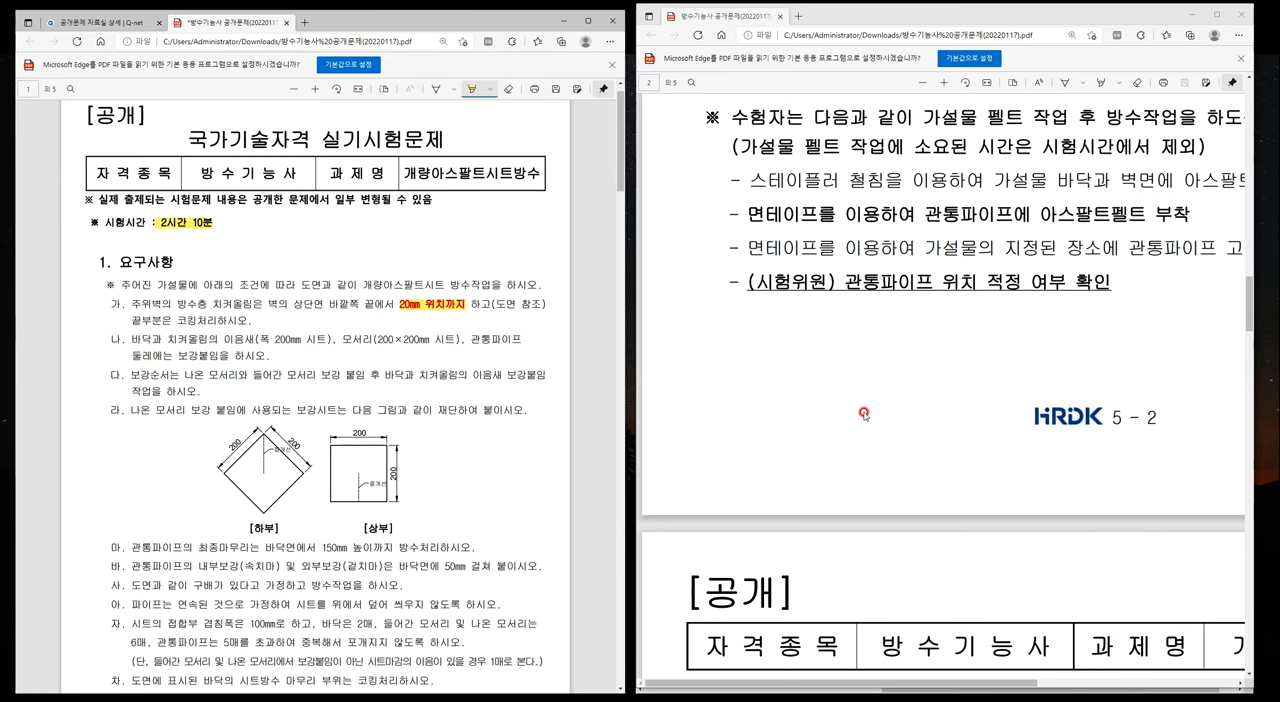 공개문제 자료실 상세 | Q-net
*방수기능사 공개문제(20220117).
파일
C:/Users/Administrator/Downloads/방수기능사%20공개문제(20220117).pdf
Microsoft Edge를 PDF 파일을 읽기 위한 기본 응용 프로그램으로 설정하시겠습니까?
기본값으로 설정
1 의 5
[공개]
국가기술자격 실기시험문제
자 격 종 목 방 수 기 능 사 과 제 명 개량아스팔트시트방수
※ 실제 출제되는 시험문제 내용은 공개한 문제에서 일부 변형될 수 있음
※ 시험시간 : 2시간 10분
1. 요구사항
※ 주어진 가설물에 아래의 조건에 따라 도면과 같이 개량아스팔트시트 방수작업을 하시오.
가. 주위벽의 방수층 치켜올림은 벽의 상단면 바깥쪽 끝에서 20mm 위치까지 하고(도면 참조)
끝부분은 코킹처리하시오.
나. 바닥과 치켜올림의 이음새(폭 200mm 시트), 모서리(200×200mm 시트), 관통파이프
둘레에는 보강붙임을 하시오.
다. 보강순서는 나온 모서리와 들어간 모서리 보강 붙임 후 바닥과 치켜올림의 이음새 보강붙임
작업을 하시오.
라. 나온 모서리 보강 붙임에 사용되는 보강시트는 다음 그림과 같이 재단하여 붙이시오.
200 200 절개선
200 200 절개선
[하부] [상부]
마. 관통파이프의 최종마무리는 바닥면에서 150mm 높이까지 방수처리하시오.
바. 관통파이프의 내부보강(속치마) 및 외부보강(겉치마)은 바닥면에 50mm 걸쳐 붙이시오.
사. 도면과 같이 구배가 있다고 가정하고 방수작업을 하시오.
아. 파이프는 연속된 것으로 가정하여 시트를 위에서 덮어 씌우지 않도록 하시오.
자. 시트의 접합부 겹침폭은 100mm로 하고, 바닥은 2매, 들어간 모서리 및 나온 모서리는
6매, 관통파이프는 5매를 초과하여 중복해서 포개지지 않도록 하시오.
(단, 들어간 모서리 및 나온 모서리에서 보강붙임이 아닌 시트마감의 이음이 있을 경우 1매로 본다.)
차. 도면에 표시된 바닥의 시트방수 마무리 부위는 코킹처리하시오.
방수기능사 공개문제(20220117).
파일
C:/Users/Administrator/Downloads/방수기능사%20공개문제(20220117).pdf
Microsoft Edge를 PDF 파일을 읽기 위한 기본 응용 프로그램으로 설정하시겠습니까?
기본값으로 설정
2 의 5
※ 수험자는 다음과 같이 가설물 펠트 작업 후 방수작업을 하도
(가설물 펠트 작업에 소요된 시간은 시험시간에서 제외)
- 스테이플러 철침을 이용하여 가설물 바닥과 벽면에 아스팔
- 면테이프를 이용하여 관통파이프에 아스팔트펠트 부착
- 면테이프를 이용하여 가설물의 지정된 장소에 관통파이프 고
- (시험위원) 관통파이프 위치 적정 여부 확인
HRDK 5 - 2
[공개]
자 격 종 목 방 수 기 능 사 과 제 명